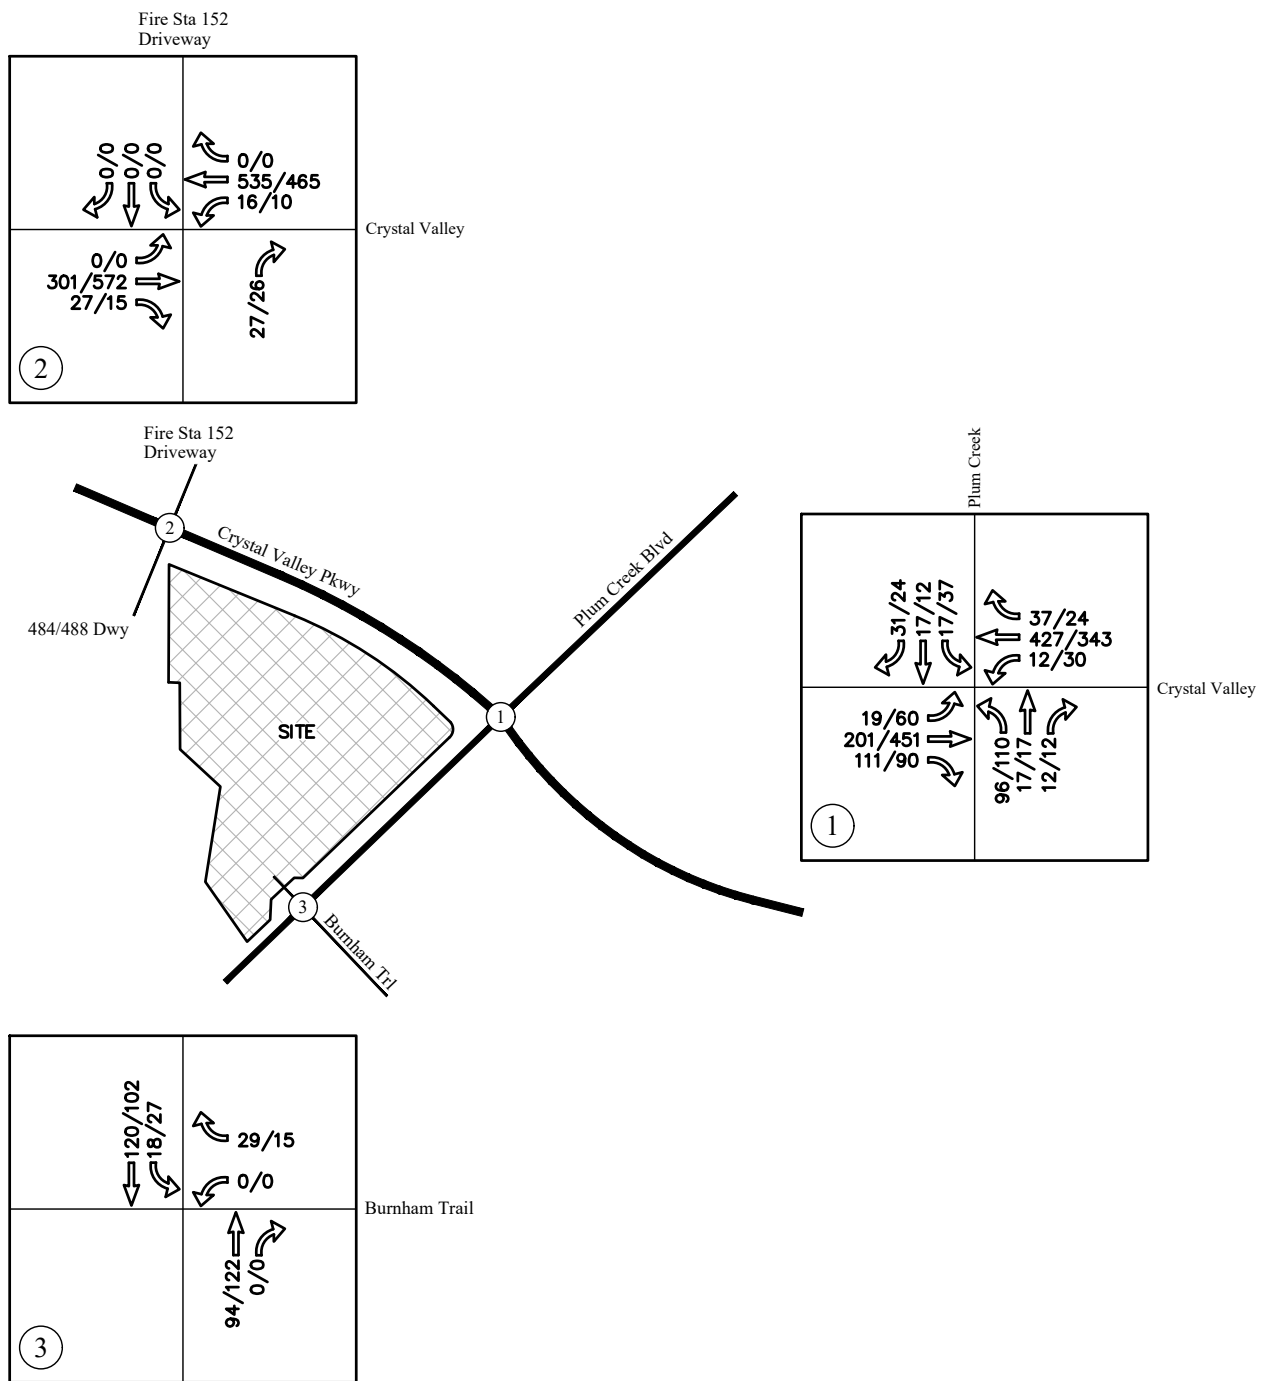 Fire Sta 152
Driveway
0/0
0/0
0/0
0/0
535/465
16/10
Crystal Valley
0/0
301/572
27/15
27/26
2
Fire Sta 152
Driveway
2
Crystal Valley Pkwy
Plum Creek Blvd
484/488 Dwy
SITE
1
3
Burnham Trl
Plum Creek
31/24
17/12
17/37
37/24
427/343
12/30
Crystal Valley
19/60
201/451
111/90
96/110
17/17
12/12
1
120/102
18/27
29/15
0/0
Burnham Trail
94/122
0/0
3